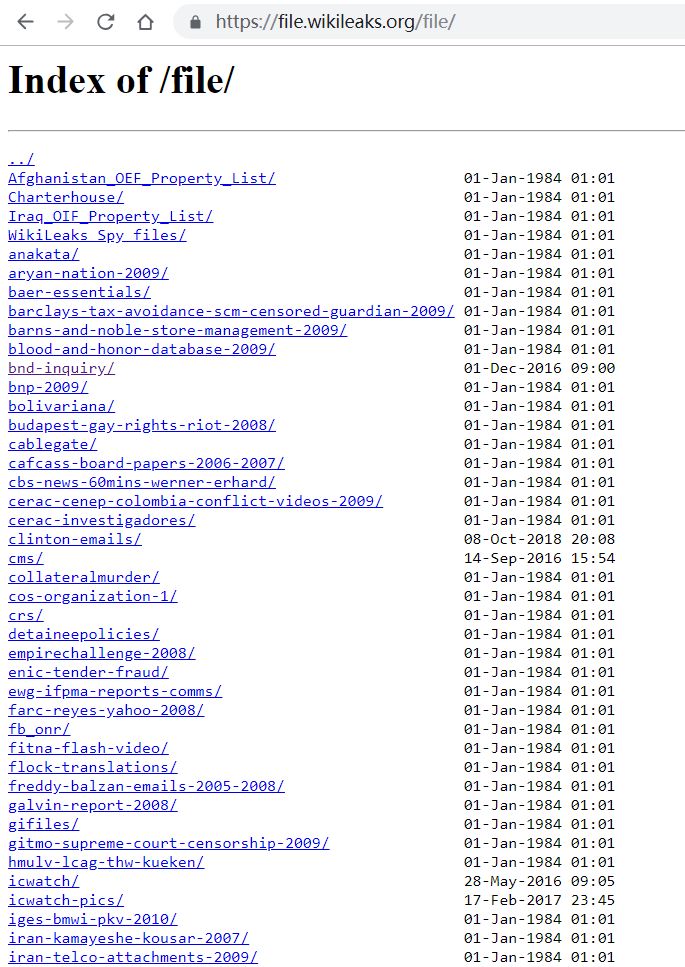 https://file.wikileaks.org/file/
Index of /file/
../
Afghanistan_OEF_Property_List/ 01-Jan-1984 01:01
Charterhouse/ 01-Jan-1984 01:01
Iraq_OIF_Property_List/ 01-Jan-1984 01:01
WikiLeaks_Spy_files/ 01-Jan-1984 01:01
anakata/ 01-Jan-1984 01:01
aryan-nation-2009/ 01-Jan-1984 01:01
baer-essentials/ 01-Jan-1984 01:01
barclays-tax-avoidance-scm-censored-guardian-2009/ 01-Jan-1984 01:01
barns-and-noble-store-management-2009/ 01-Jan-1984 01:01
blood-and-honor-database-2009/ 01-Jan-1984 01:01
bnd-inquiry/ 01-Dec-2016 09:00
bnp-2009/ 01-Jan-1984 01:01
bolivariana/ 01-Jan-1984 01:01
budapest-gay-rights-riot-2008/ 01-Jan-1984 01:01
cablegate/ 01-Jan-1984 01:01
cafcass-board-papers-2006-2007/ 01-Jan-1984 01:01
cbs-news-60mins-werner-erhard/ 01-Jan-1984 01:01
cerac-cenep-colombia-conflict-videos-2009/ 01-Jan-1984 01:01
cerac-investigadores/ 01-Jan-1984 01:01
clinton-emails/ 08-Oct-2018 20:08
cms/ 14-Sep-2016 15:54
collateralmurder/ 01-Jan-1984 01:01
cos-organization-1/ 01-Jan-1984 01:01
crs/ 01-Jan-1984 01:01
detaineepolicies/ 01-Jan-1984 01:01
empirechallenge-2008/ 01-Jan-1984 01:01
enic-tender-fraud/ 01-Jan-1984 01:01
ewg-ifpma-reports-comms/ 01-Jan-1984 01:01
farc-reyes-yahoo-2008/ 01-Jan-1984 01:01
fb_onr/ 01-Jan-1984 01:01
fitna-flash-video/ 01-Jan-1984 01:01
flock-translations/ 01-Jan-1984 01:01
freddy-balzan-emails-2005-2008/ 01-Jan-1984 01:01
galvin-report-2008/ 01-Jan-1984 01:01
gifiles/ 01-Jan-1984 01:01
gitmo-supreme-court-censorship-2009/ 01-Jan-1984 01:01
hmulv-lcag-thw-kueken/ 01-Jan-1984 01:01
icwatch/ 28-May-2016 09:05
icwatch-pics/ 17-Feb-2017 23:45
iges-bmwi-pkv-2010/ 01-Jan-1984 01:01
iran-kamayeshe-kousar-2007/ 01-Jan-1984 01:01
iran-telco-attachments-2009/ 01-Jan-1984 01:01